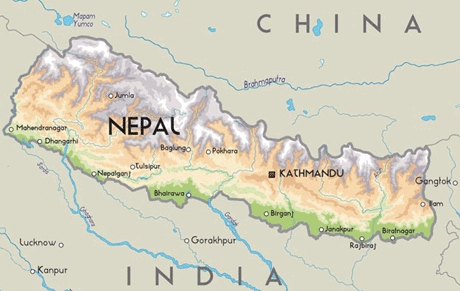 CHINA
Mapam
Yumco
Brahmaputra
Jumla
NEPAL
Mahendranagar
Dhangarhi
Baglung
Pokhara
Tulsipur
Nepalganj
KATHMANDU
Arun
Gangtok
Bhairawa
Ilam
Birganj
Janakpur
Biratnagar
Rajbiraj
Lucknow
Gorakhpur
Kanpur
INDIA